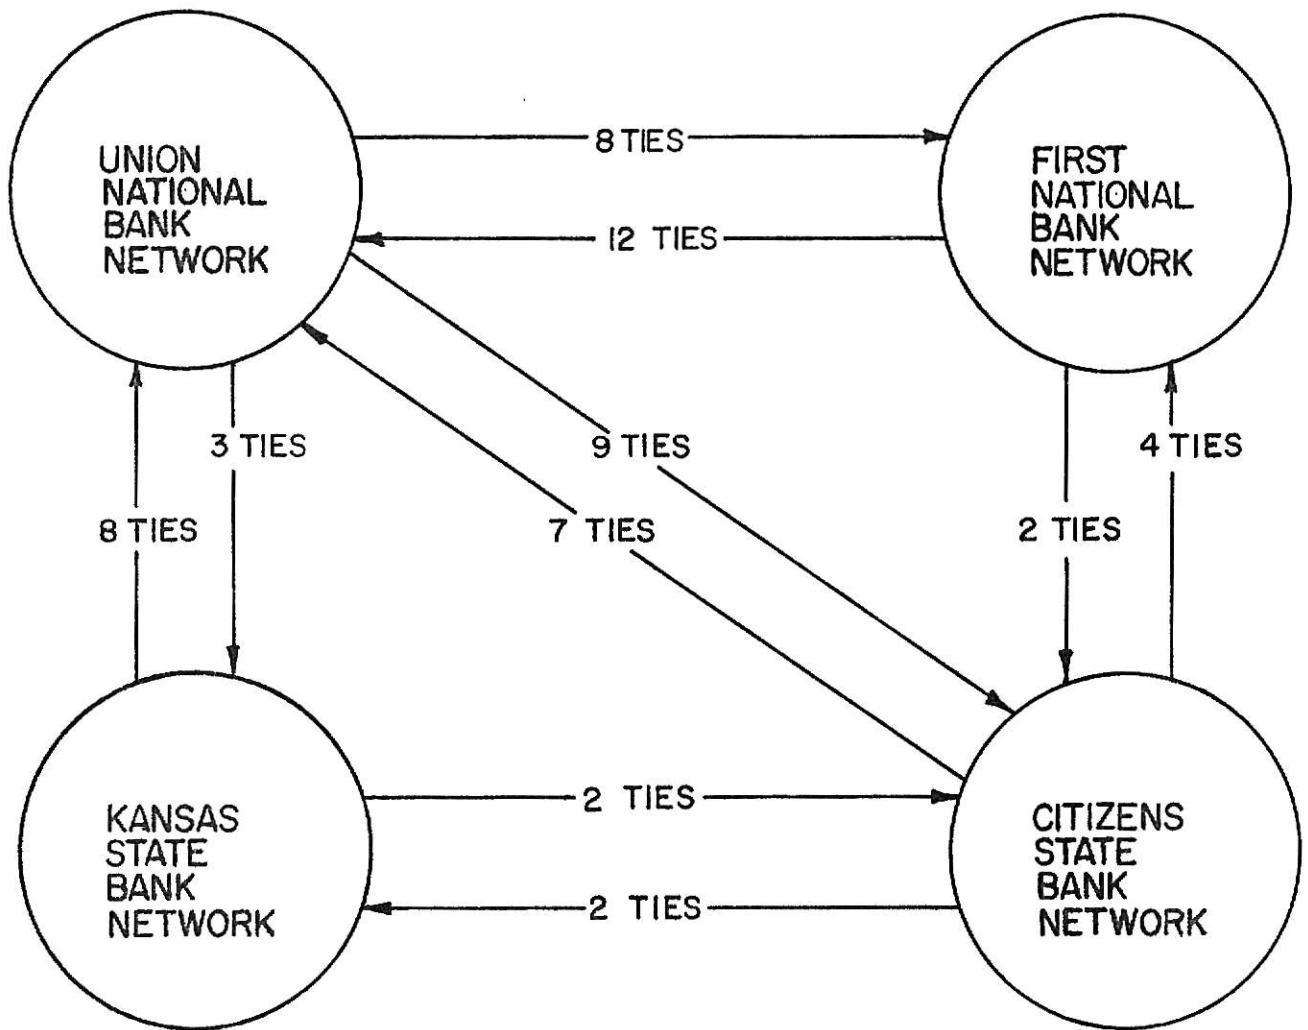 UNION
NATIONAL
BANK
NETWORK
8 TIES
12 TIES
FIRST
NATIONAL
BANK
NETWORK
3 TIES
9 TIES
4 TIES
8 TIES
7 TIES
2 TIES
KANSAS
STATE
BANK
NETWORK
2 TIES
2 TIES
CITIZENS
STATE
BANK
NETWORK